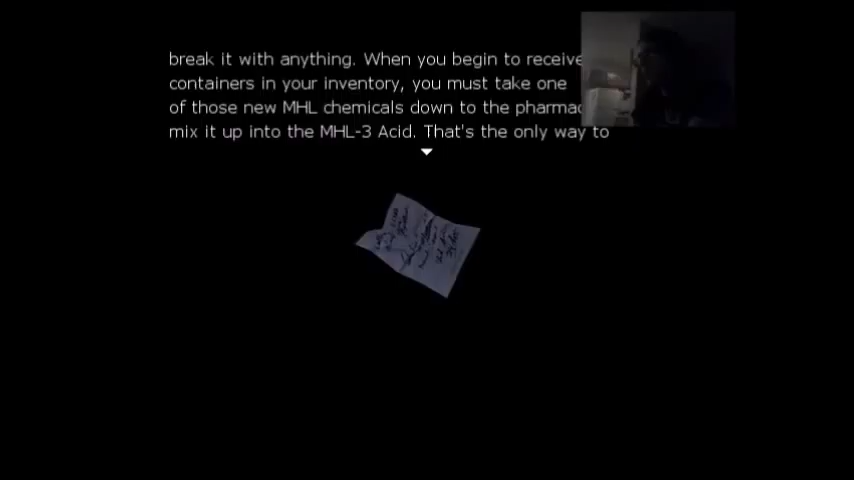 break it with anything. When you begin to receive
containers in your inventory, you must take one
of those new MHL chemicals down to the
mix it up into the MHL-3 Acid. That's the only way to